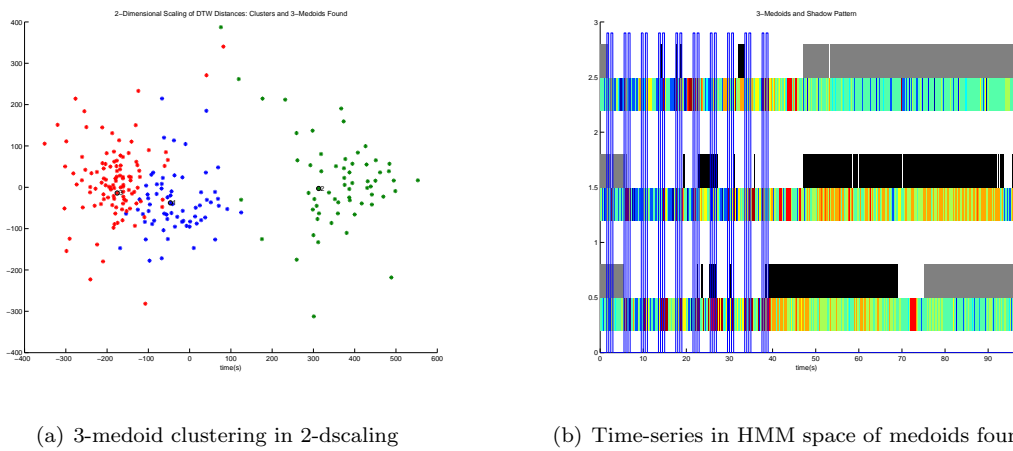 2−Dimensional Scaling of DTW Distances: Clusters and 3−Medoids Found
400
300
200
100
0
−100
−200
−300
−400
−400 −300 −200 −100 0 100 200 300 400 500 600
time(s)
2
(a) 3-medoid clustering in 2-dscaling
3−Medoids and Shadow Pattern
3
2.5
2
1.5
1
0.5
0
0 10 20 30 40 50 60 70 80 90
time(s)
(b) Time-series in HMM space of medoids four